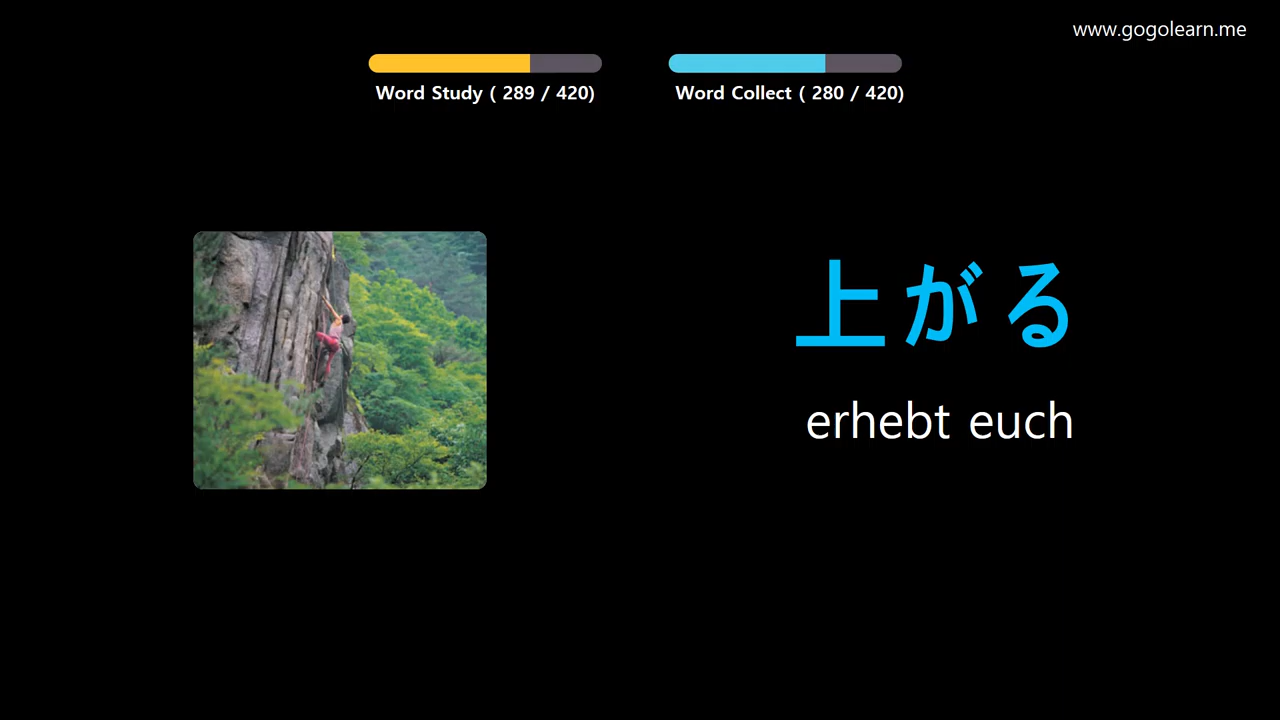 www.gogolearn.me
Word Study ( 289 / 420)
Word Collect ( 280 / 420)
上がる
erhebt euch